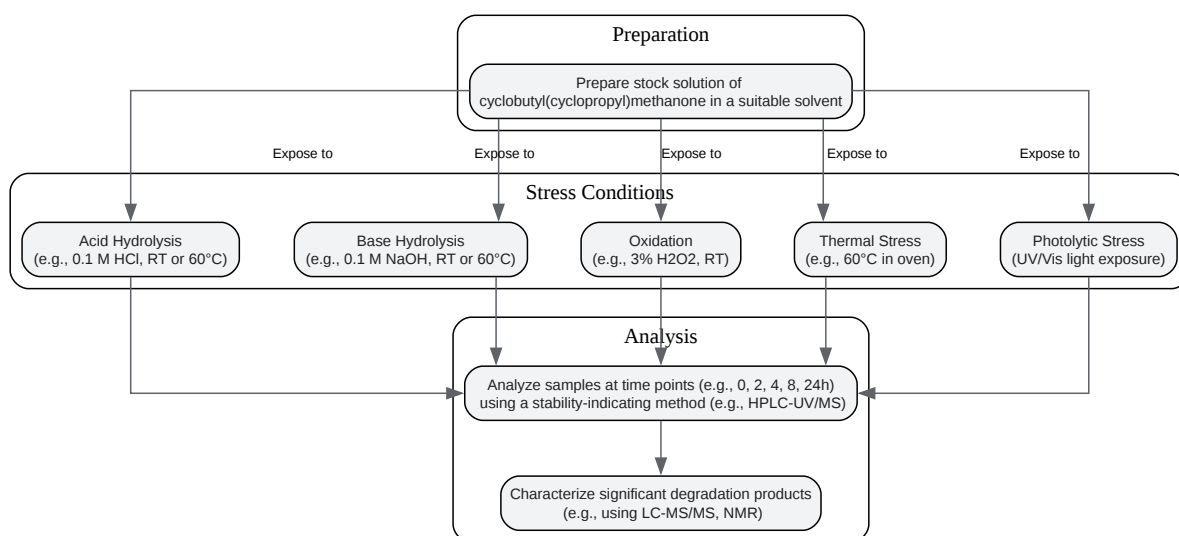 Preparation
Prepare stock solution of
cyclobutyl(cyclopropyl)methanone in a suitable solvent
Expose to
Expose to
Expose to
Expose to
Expose to
Stress Conditions
Acid Hydrolysis
(e.g., 0.1 M HCl, RT or 60°C)
Base Hydrolysis
(e.g., 0.1 M NaOH, RT or 60°C)
Oxidation
(e.g., 3% H2O2, RT)
Thermal Stress
(e.g., 60°C in oven)
Photolytic Stress
(UV/Vis light exposure)
Analysis
Analyze samples at time points (e.g., 0, 2, 4, 8, 24h)
using a stability-indicating method (e.g., HPLC-UV/MS)
Characterize significant degradation products
(e.g., using LC-MS/MS, NMR)